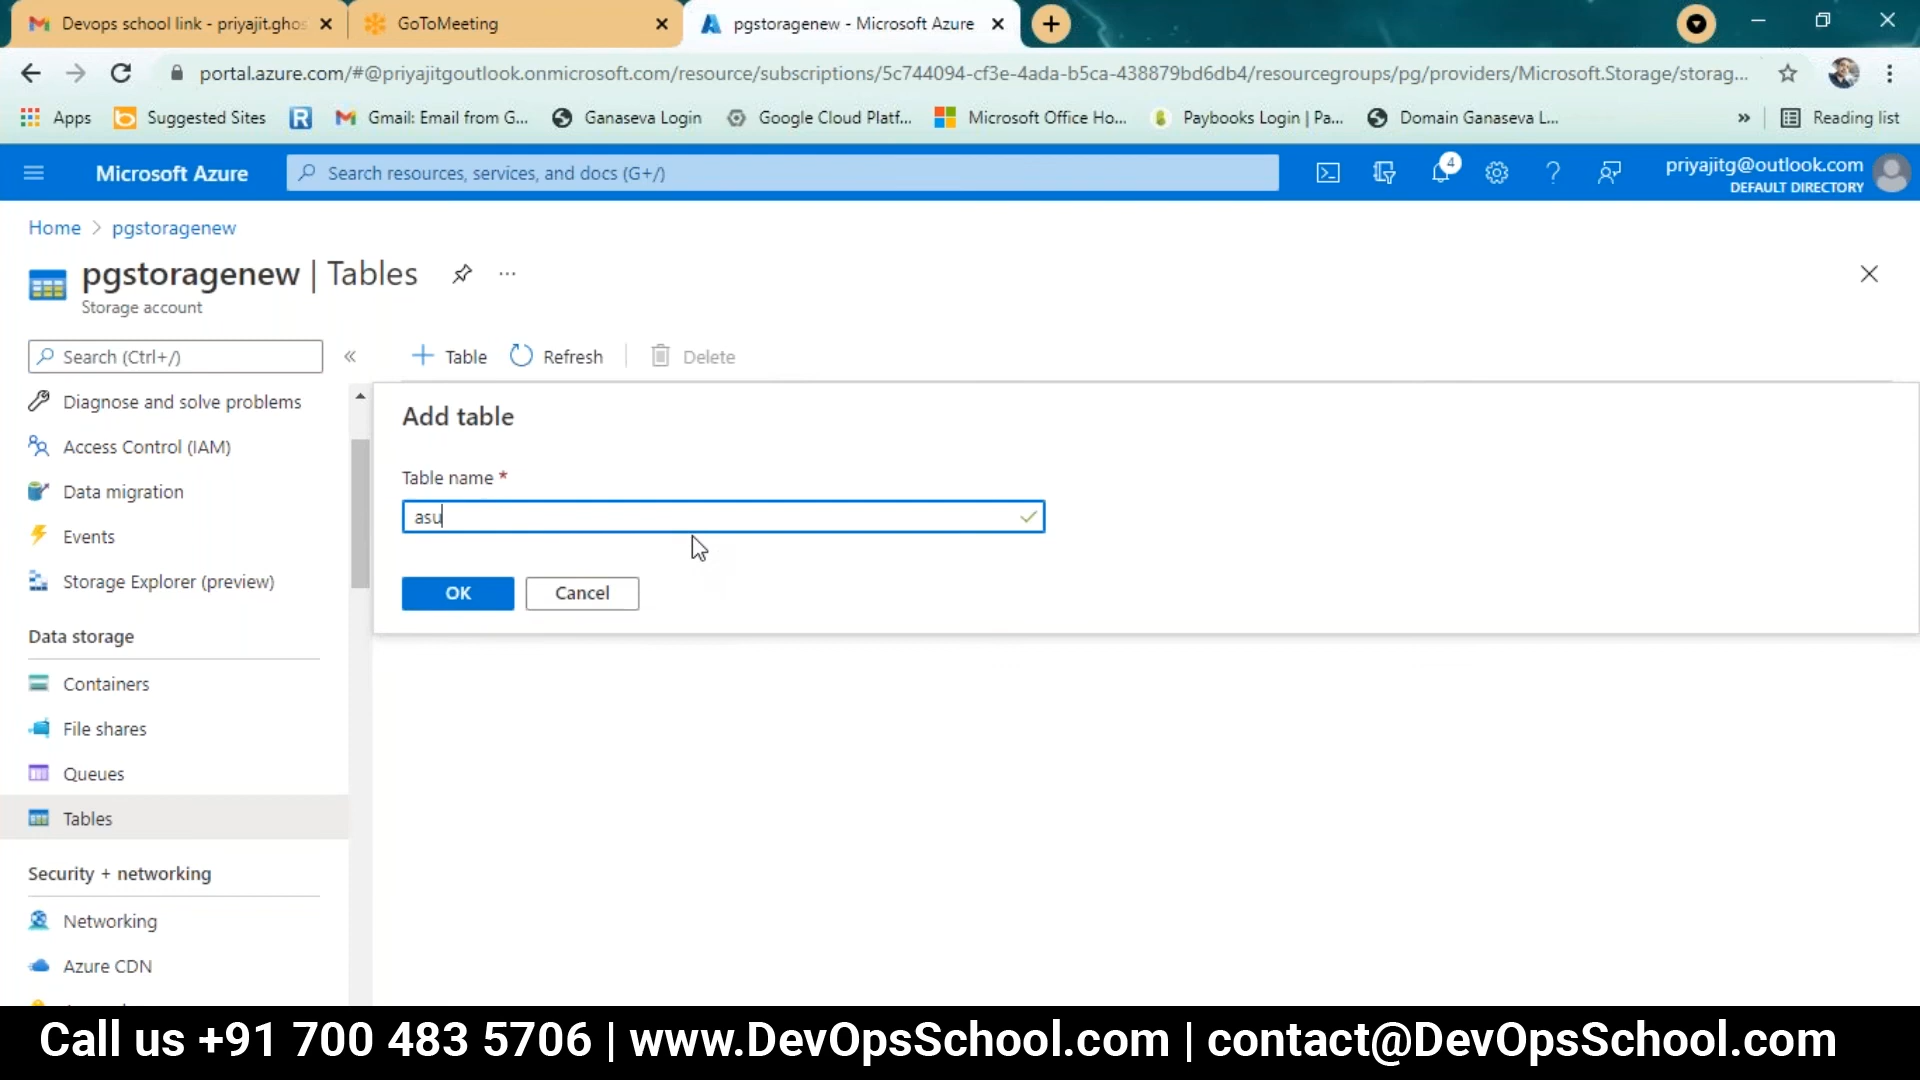 Devops school link - priyajit.ghos
GoToMeeting
pgstoragenew - Microsoft Azure
portal.azure.com/#@priyajitgoutlook.onmicrosoft.com/resource/subscriptions/5c744094-cf3e-4ada-b5ca-438879bd6db4/resourcegroups/pg/providers/Microsoft.Storage/storag...
Apps
Suggested Sites
Gmail: Email from G...
Ganaseva Login
Google Cloud Platf...
Microsoft Office Ho...
Paybooks Login | Pa...
Domain Ganaseva L...
»
Reading list
Microsoft Azure
Search resources, services, and docs (G+/)
4
priyajitg@outlook.com
DEFAULT DIRECTORY
Home > pgstoragenew
pgstoragenew | Tables
...
Storage account
Search (Ctrl+/)
«
+ Table
Refresh
Delete
Diagnose and solve problems
Access Control (IAM)
Data migration
Events
Storage Explorer (preview)
Data storage
Containers
File shares
Queues
Tables
Security + networking
Networking
Azure CDN
Add table
Table name *
asu
OK
Cancel
Call us +91 700 483 5706 | www.DevOpsSchool.com | contact@DevOpsSchool.com